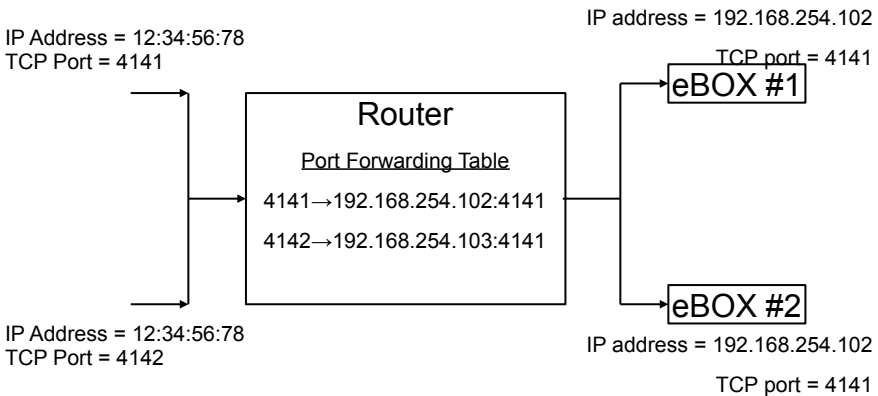 IP address = 192.168.254.102
IP Address = 12:34:56:78
TCP Port = 4141
TCP port = 4141
eBOX #1
Router
Port Forwarding Table
4141→192.168.254.102:4141
4142→192.168.254.103:4141
eBOX #2
IP Address = 12:34:56:78
TCP Port = 4142
IP address = 192.168.254.102
TCP port = 4141